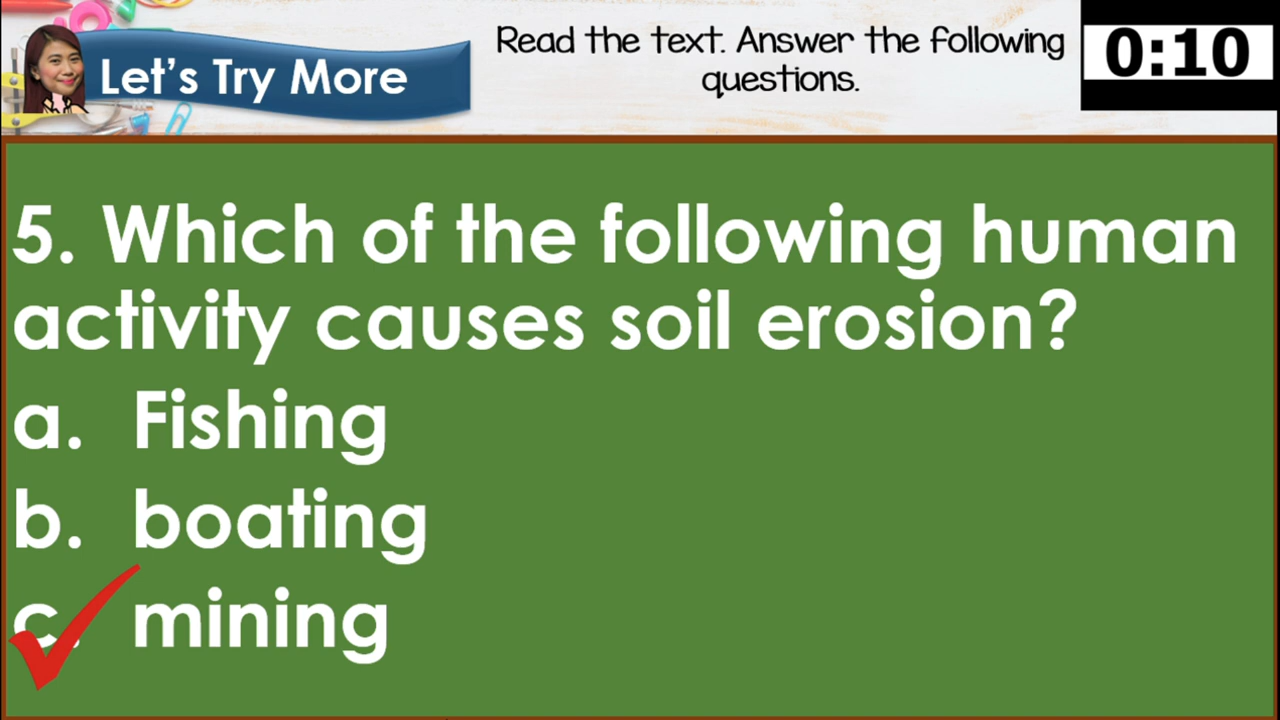 Let's Try More
Read the text. Answer the following
questions.
0:10
5. Which of the following human
activity causes soil erosion?
a. Fishing
b. boating
c. mining